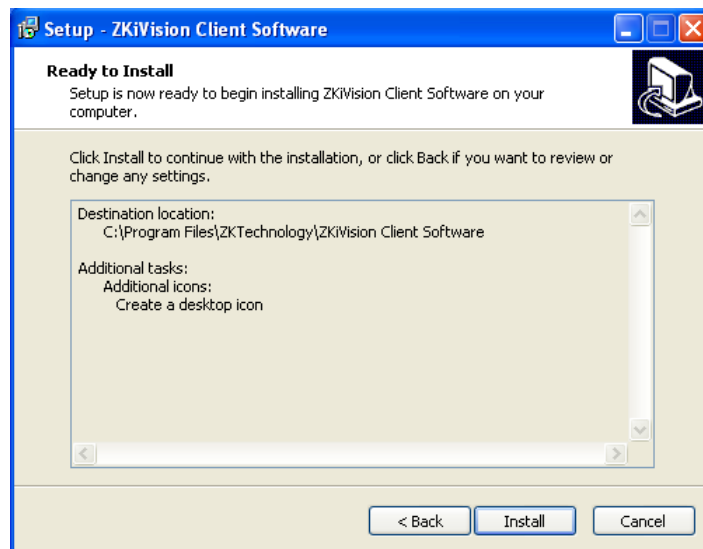 Setup - ZKiVision Client Software
Ready to Install
Setup is now ready to begin installing ZKiVision Client Software on your
computer.
Click Install to continue with the installation, or click Back if you want to review or
change any settings.
Destination location:
C:\Program Files\ZKTechnology\ZKiVision Client Software
Additional tasks:
Additional icons:
Create a desktop icon
< Back Install Cancel